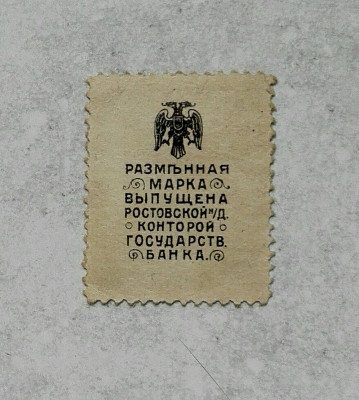 РАЗМѢННАЯ
МАРКА
ВЫПУЩЕНА
РОСТОВСКОЙ Н/Д.
КОНТОРОЙ
ГОСУДАРСТВ.
БАНКА.